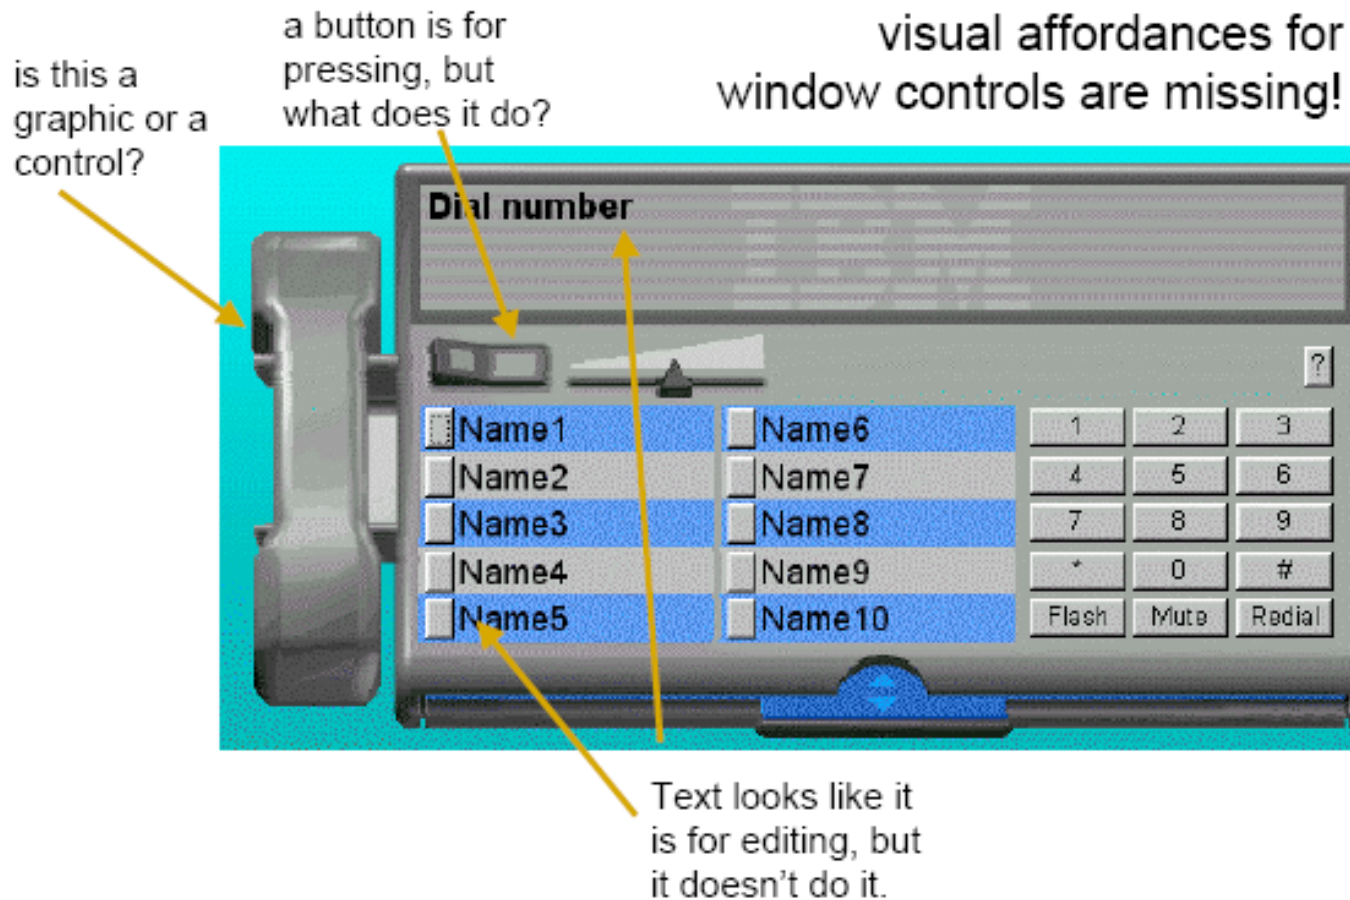 visual affordances for
window controls are missing!
a button is for
pressing, but
what does it do?
is this a
graphic or a
control?
Dial number
IBM
?
Name1
Name6
1
2
3
Name2
Name7
4
5
6
Name3
Name8
7
8
9
Name4
Name9
*
0
#
Name5
Name10
Flash
Mute
Redial
Text looks like it
is for editing, but
it doesn't do it.